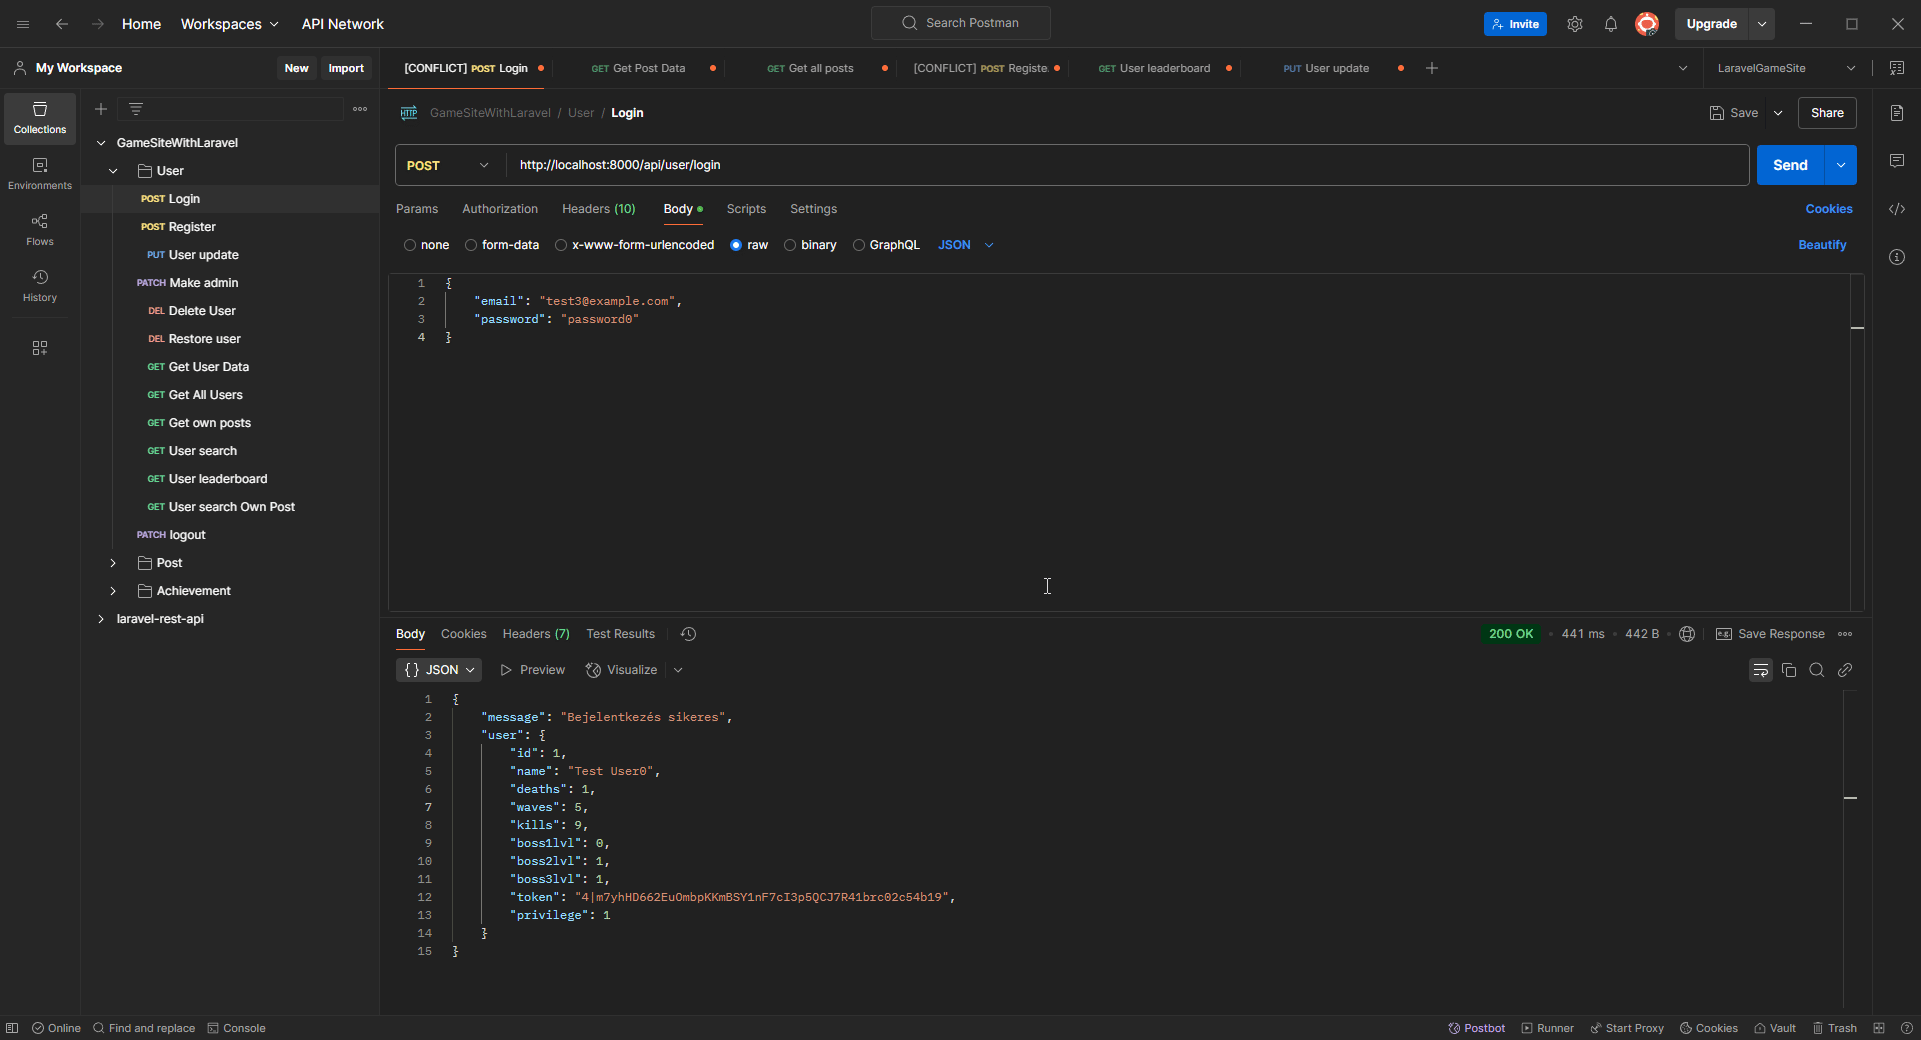 Home Workspaces API Network Search Postman Invite Upgrade
My Workspace New Import [CONFLICT] POST Login GET Get Post Data GET Get all posts [CONFLICT] POST Registe. GET User leaderboard PUT User update LaravelGameSite
Collections
Environments
Flows
History
GameSiteWithLaravel
User
POST Login
POST Register
PUT User update
PATCH Make admin
DEL Delete User
DEL Restore user
GET Get User Data
GET Get All Users
GET Get own posts
GET User search
GET User leaderboard
GET User search Own Post
PATCH logout
Post
Achievement
laravel-rest-api
HTTP GameSiteWithLaravel / User / Login Save Share
POST http://localhost:8000/api/user/login Send
Params Authorization Headers (10) Body Scripts Settings Cookies
none form-data x-www-form-urlencoded raw binary GraphQL JSON Beautify
1 {
2 "email": "test3@example.com",
3 "password": "password0"
4 }
Body Cookies Headers (7) Test Results 200 OK 441 ms 442 B e.g. Save Response
{} JSON Preview Visualize
1 {
2 "message": "Bejelentkezés sikeres",
3 "user": {
4 "id": 1,
5 "name": "Test User0",
6 "deaths": 1,
7 "waves": 5,
8 "kills": 9,
9 "boss1lvl": 0,
10 "boss2lvl": 1,
11 "boss3lvl": 1,
12 "token": "4|m7yhHD662EuOmbpKKmBSY1nF7cI3p5QCJ7R41brc02c54b19",
13 "privilege": 1
14 }
15 }
Online Find and replace Console Postbot Runner Start Proxy Cookies Vault Trash